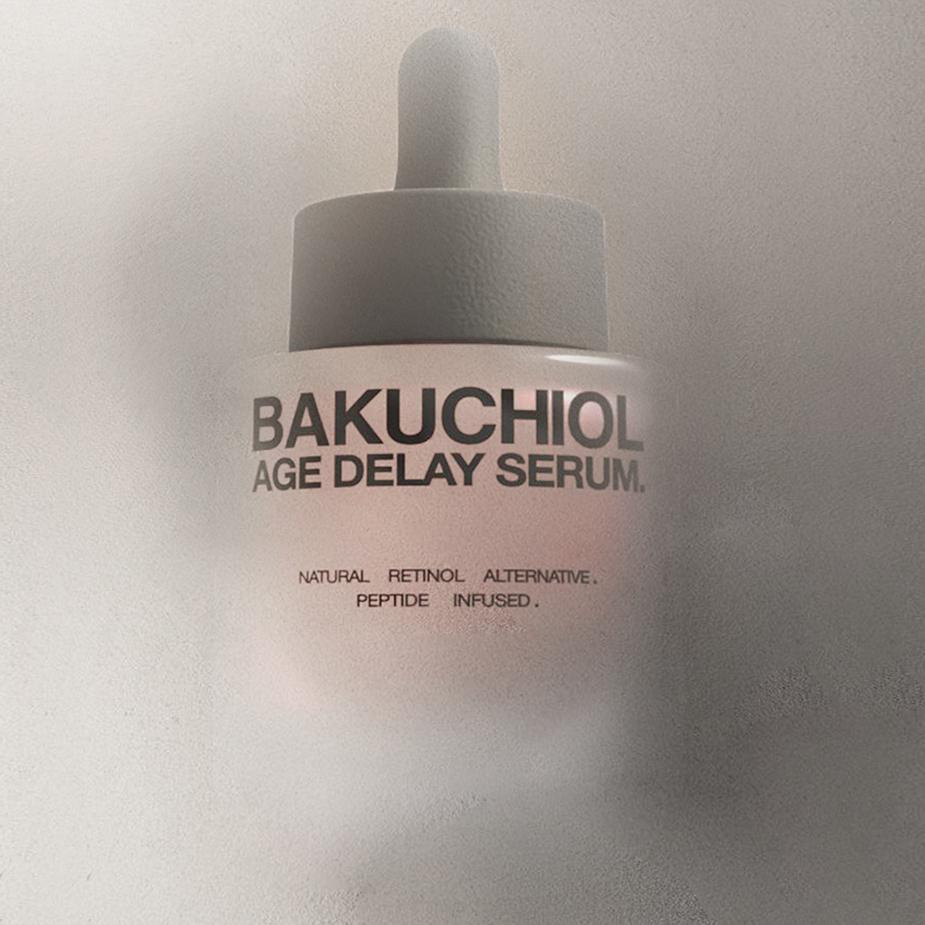 BAKUCHIOL
AGE DELAY SERUM.
NATURAL RETINOL ALTERNATIVE.
PEPTIDE INFUSED.